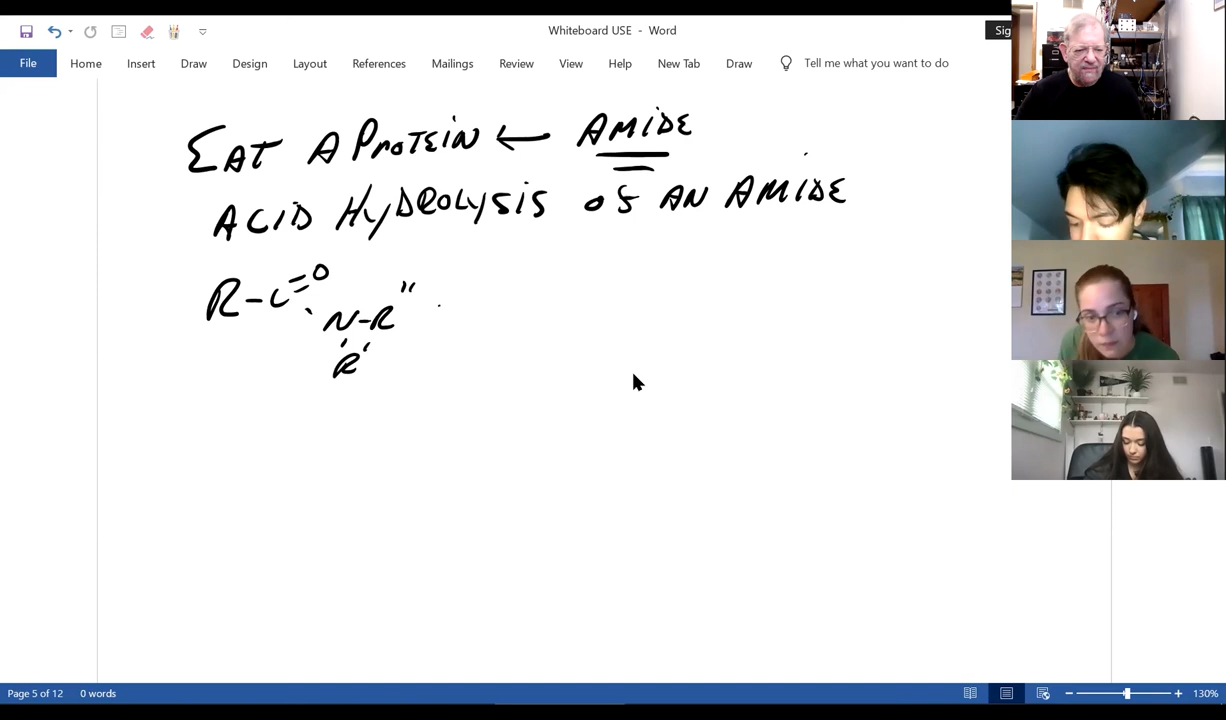 Whiteboard USE - Word
Sig
File Home Insert Draw Design Layout References Mailings Review View Help New Tab Draw Tell me what you want to do
EAT A PROTEIN ← AMIDE
ACID HYDROLYSIS OF AN AMIDE
R-C=O
N-R"
R'
Page 5 of 12 0 words 130%